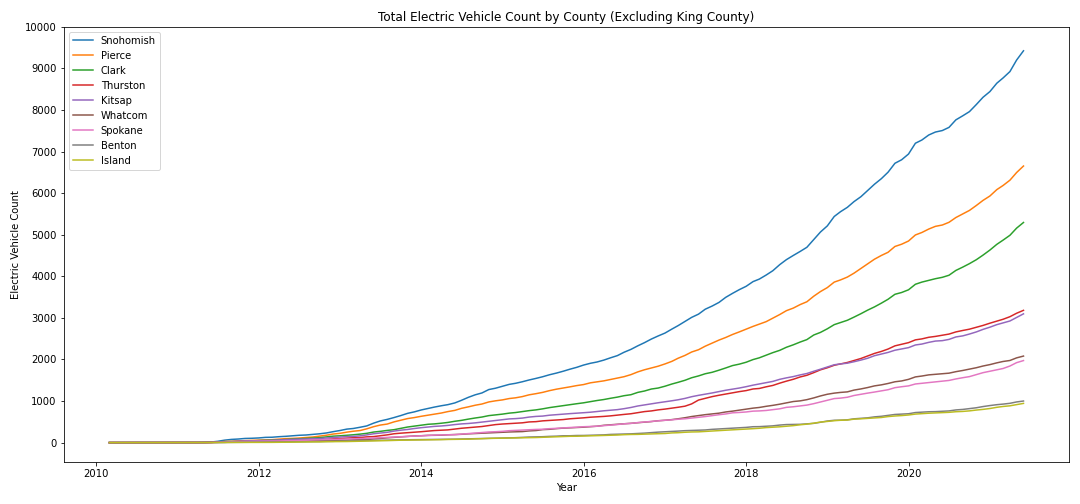 Total Electric Vehicle Count by County (Excluding King County)
10000
9000
8000
7000
6000
5000
4000
3000
2000
1000
0
Electric Vehicle Count
Snohomish
Pierce
Clark
Thurston
Kitsap
Whatcom
Spokane
Benton
Island
2010
2012
2014
2016
2018
2020
Year